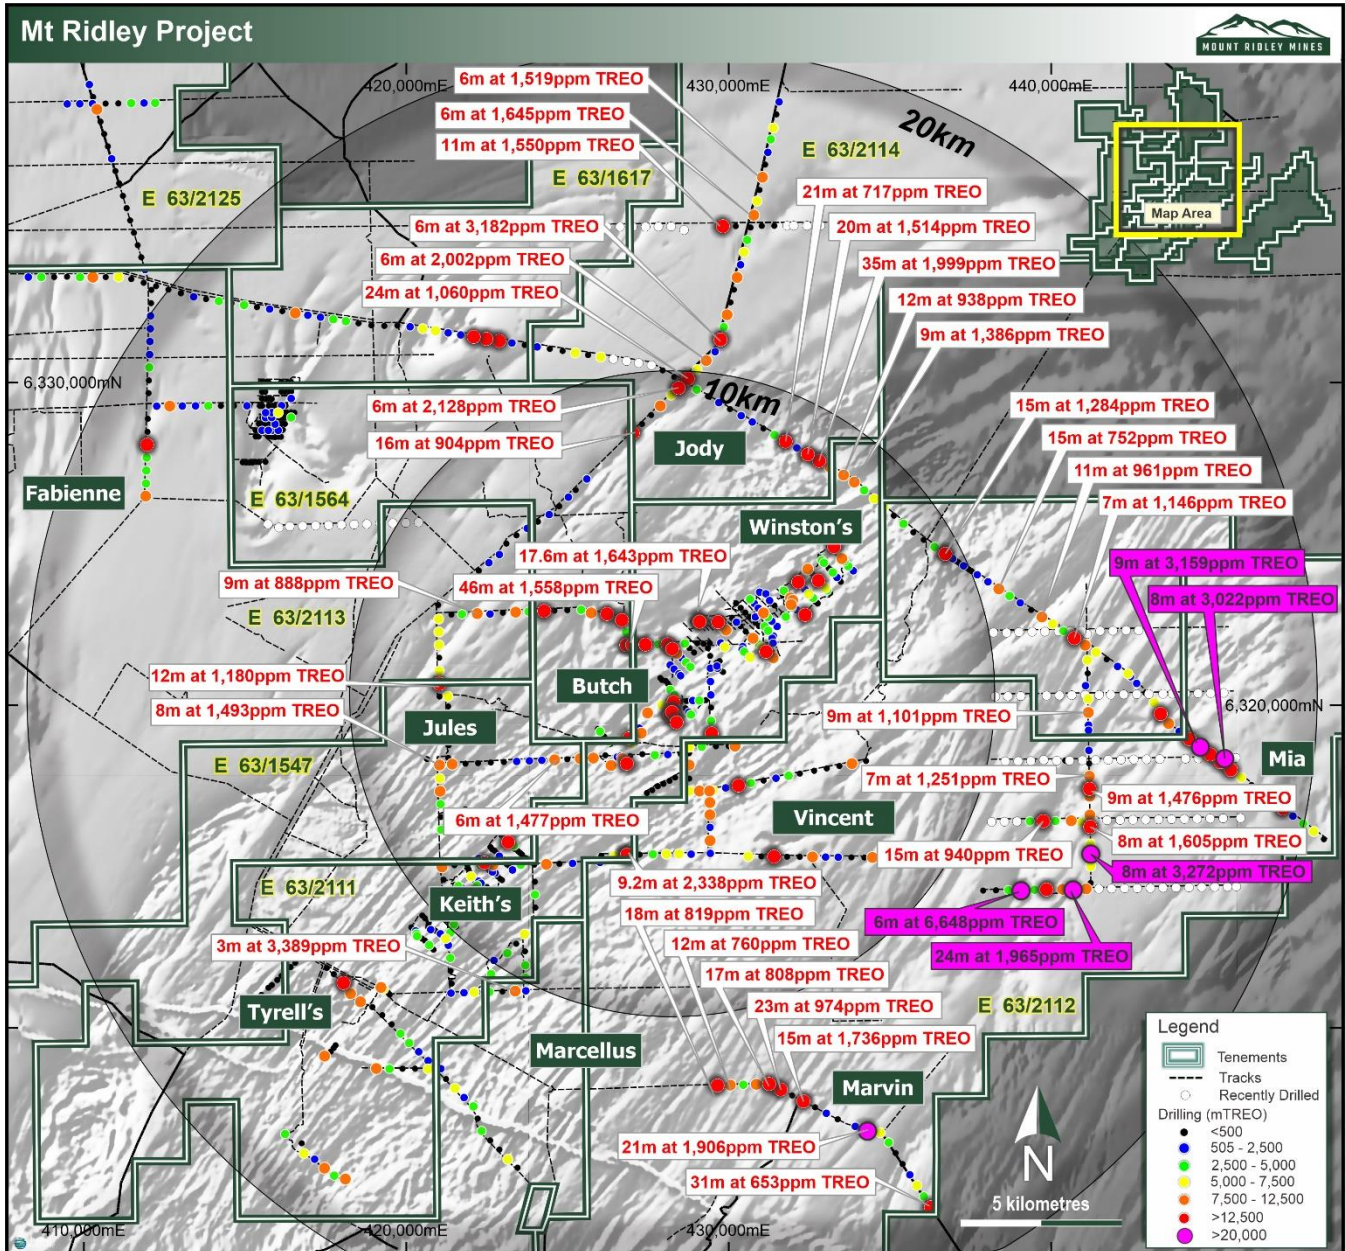 Mt Ridley Project
MOUNT RIDLEY MINES
420,000mE
430,000mE
440,000mE
6m at 1,519ppm TREO
6m at 1,645ppm TREO
11m at 1,550ppm TREO
20km
E 63/2114
E 63/1617
E 63/2125
21m at 717ppm TREO
Map Area
6m at 3,182ppm TREO
20m at 1,514ppm TREO
6m at 2,002ppm TREO
35m at 1,999ppm TREO
24m at 1,060ppm TREO
12m at 938ppm TREO
9m at 1,386ppm TREO
6,330,000mN
10km
6m at 2,128ppm TREO
15m at 1,284ppm TREO
16m at 904ppm TREO
Jody
15m at 752ppm TREO
11m at 961ppm TREO
Fabienne
E 63/1564
7m at 1,146ppm TREO
Winston's
17.6m at 1,643ppm TREO
9m at 3,159ppm TREO
9m at 888ppm TREO
46m at 1,558ppm TREO
8m at 3,022ppm TREO
E 63/2113
12m at 1,180ppm TREO
Butch
8m at 1,493ppm TREO
9m at 1,101ppm TREO
6,320,000mN
Jules
E 63/1547
Mia
7m at 1,251ppm TREO
9m at 1,476ppm TREO
6m at 1,477ppm TREO
Vincent
8m at 1,605ppm TREO
15m at 940ppm TREO
8m at 3,272ppm TREO
E 63/2111
9.2m at 2,338ppm TREO
Keith's
18m at 819ppm TREO
6m at 6,648ppm TREO
3m at 3,389ppm TREO
12m at 760ppm TREO
24m at 1,965ppm TREO
17m at 808ppm TREO
Tyrell's
23m at 974ppm TREO
E 63/2112
Marcellus
15m at 1,736ppm TREO
Marvin
21m at 1,906ppm TREO
31m at 653ppm TREO
N
5 kilometres
410,000mE
420,000mE
430,000mE
Legend
Tenements
Tracks
Recently Drilled
Drilling (mTREO)
<500
505 - 2,500
2,500 - 5,000
5,000 - 7,500
7,500 - 12,500
>12,500
>20,000